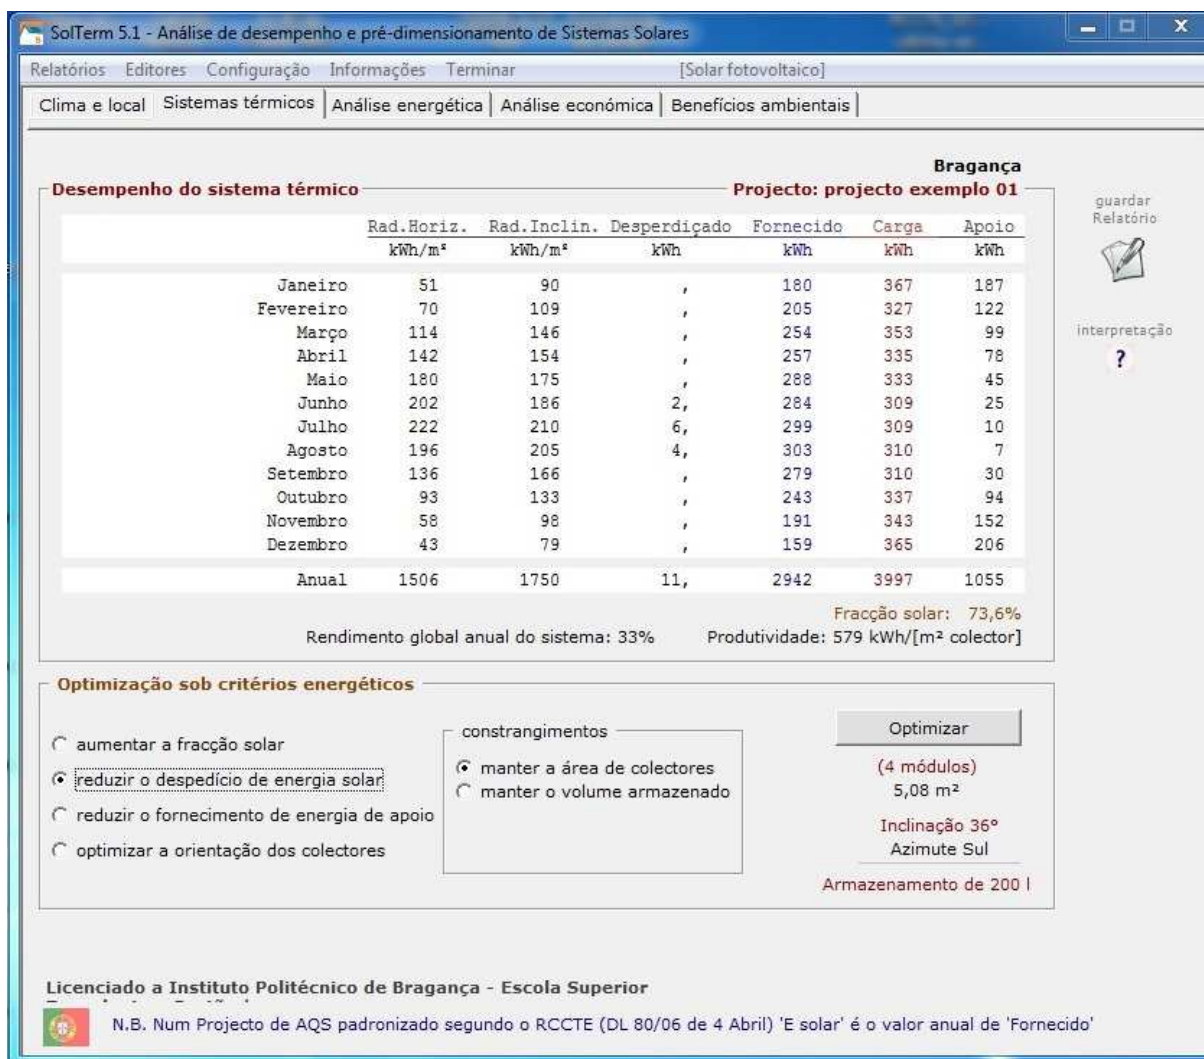 SolTerm 5.1 - Análise de desempenho e pré-dimensionamento de Sistemas Solares
Relatórios Editores Configuração Informações Terminar [Solar fotovoltaico]
Clima e local Sistemas térmicos Análise energética Análise económica Benefícios ambientais
Bragança
Desempenho do sistema térmico Projecto: projecto exemplo 01
guardar
Relatório
Rad.Horiz. Rad.Inclin. Desperdiçado Fornecido Carga Apoio
kWh/m² kWh/m² kWh kWh kWh kWh
Janeiro 51 90 , 180 367 187
Fevereiro 70 109 , 205 327 122
Março 114 146 , 254 353 99
interpretação
?
Abril 142 154 , 257 335 78
Maio 180 175 , 288 333 45
Junho 202 186 2, 284 309 25
Julho 222 210 6, 299 309 10
Agosto 196 205 4, 303 310 7
Setembro 136 166 , 279 310 30
Outubro 93 133 , 243 337 94
Novembro 58 98 , 191 343 152
Dezembro 43 79 , 159 365 206
Anual 1506 1750 11, 2942 3997 1055
Fracção solar: 73,6%
Rendimento global anual do sistema: 33% Produtividade: 579 kWh/[m² colector]
Optimização sob critérios energéticos
aumentar a fracção solar
reduzir o despedício de energia solar
reduzir o fornecimento de energia de apoio
optimizar a orientação dos colectores
constrangimentos
manter a área de colectores
manter o volume armazenado
Optimizar
(4 módulos)
5,08 m²
Inclinação 36°
Azimute Sul
Armazenamento de 200 l
Licenciado a Instituto Politécnico de Bragança - Escola Superior
N.B. Num Projecto de AQS padronizado segundo o RCCTE (DL 80/06 de 4 Abril) 'E solar' é o valor anual de 'Fornecido'